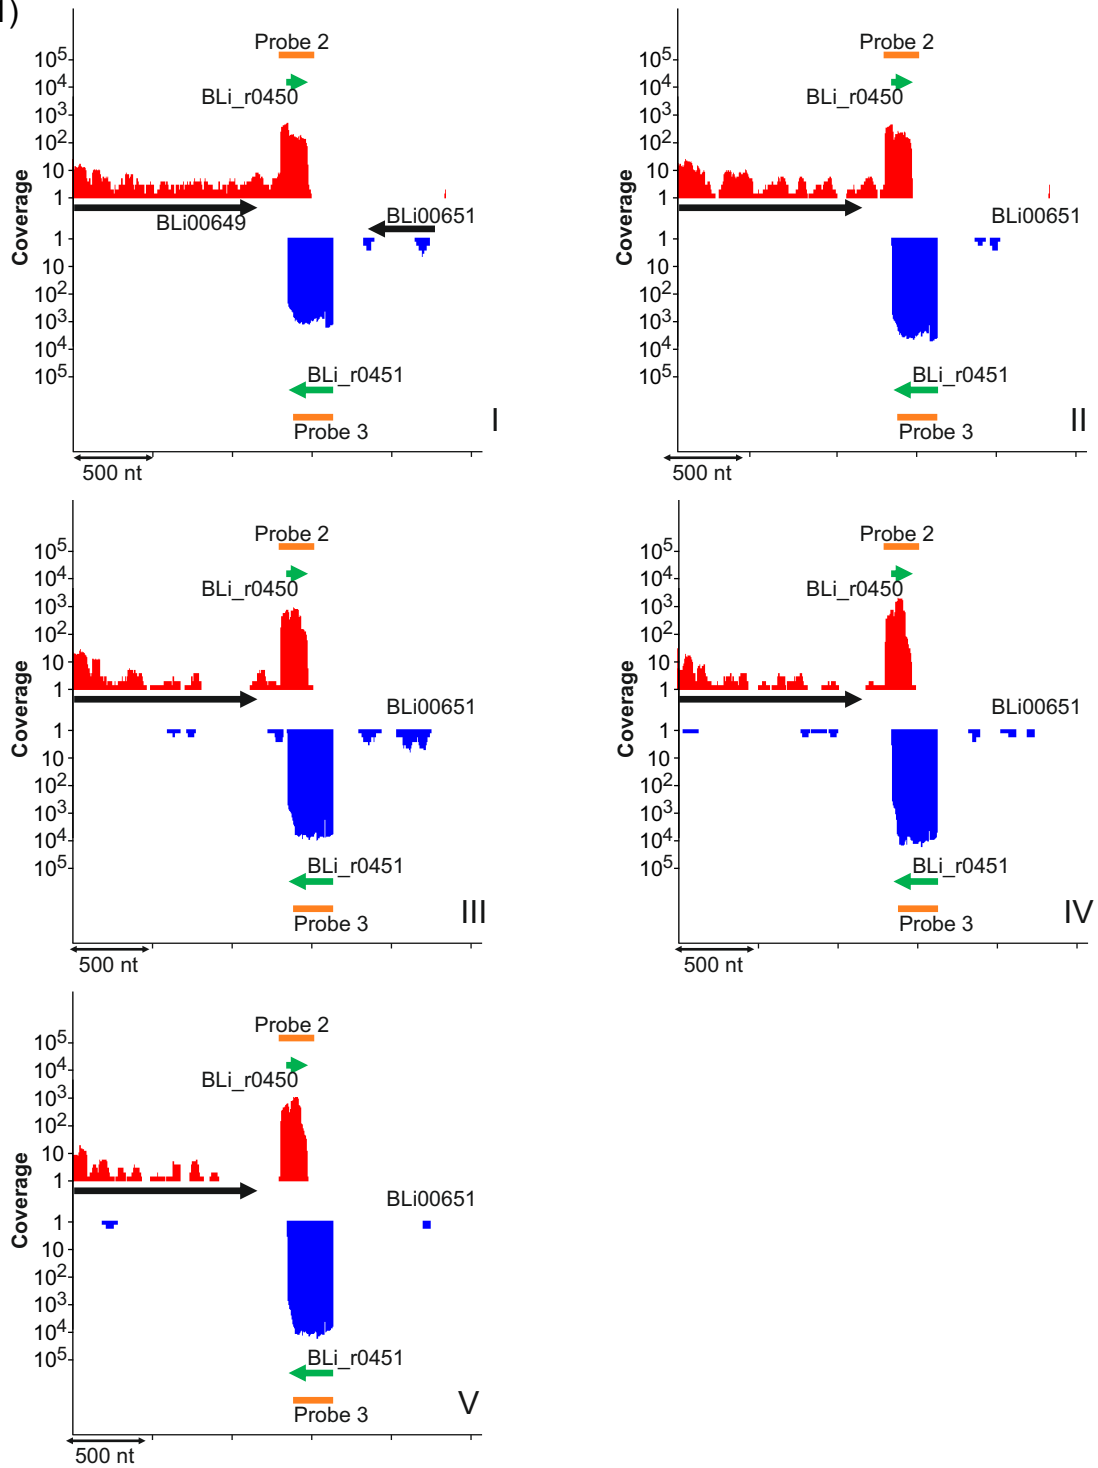 Probe 2
10⁵
10⁴
BLi_r0450
10³
10²
10
1
BLi00649
BLi00651
Coverage
1
10
10²
10³
10⁴
10⁵
BLi_r0451
Probe 3
I
500 nt
Probe 2
10⁵
10⁴
BLi_r0450
10³
10²
10
1
BLi00651
Coverage
1
10
10²
10³
10⁴
10⁵
BLi_r0451
Probe 3
II
500 nt
Probe 2
10⁵
10⁴
BLi_r0450
10³
10²
10
1
BLi00651
Coverage
1
10
10²
10³
10⁴
10⁵
BLi_r0451
Probe 3
III
500 nt
Probe 2
10⁵
10⁴
BLi_r0450
10³
10²
10
1
BLi00651
Coverage
1
10
10²
10³
10⁴
10⁵
BLi_r0451
Probe 3
IV
500 nt
Probe 2
10⁵
10⁴
BLi_r0450
10³
10²
10
1
BLi00651
Coverage
1
10
10²
10³
10⁴
10⁵
BLi_r0451
Probe 3
V
500 nt